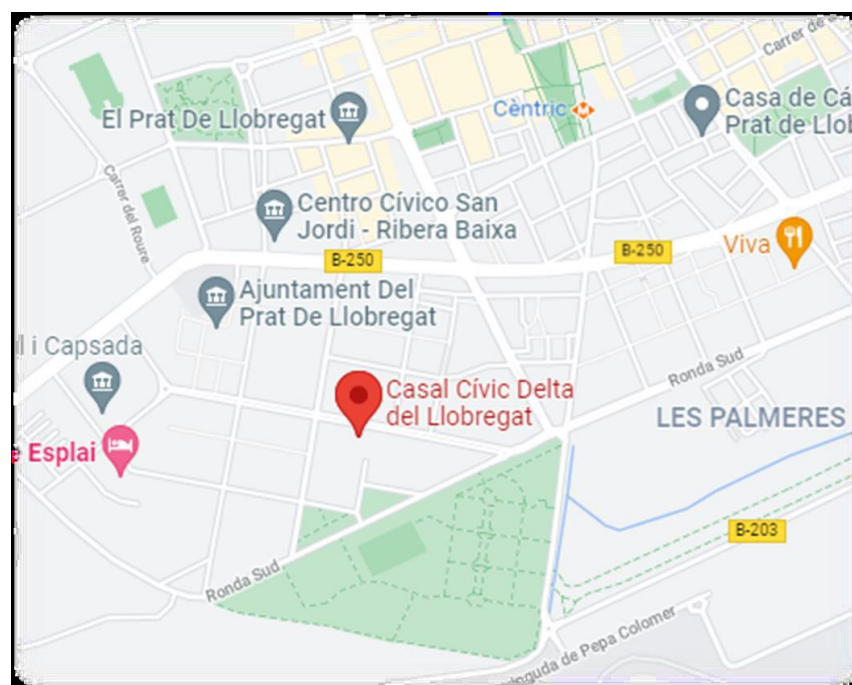 Carrer de
El Prat De Llobregat
Cèntric
Casa de Cá
Prat de Llob
Carrer del Roure
Centro Cívico San
Jordi - Ribera Baixa
B-250
B-250
Viva
Ajuntament Del
Prat De Llobregat
i Capsada
Ronda Sud
Casal Cívic Delta
del Llobregat
LES PALMERES
Esplai
B-203
Ronda Sud
nguda de Pepa Colomer